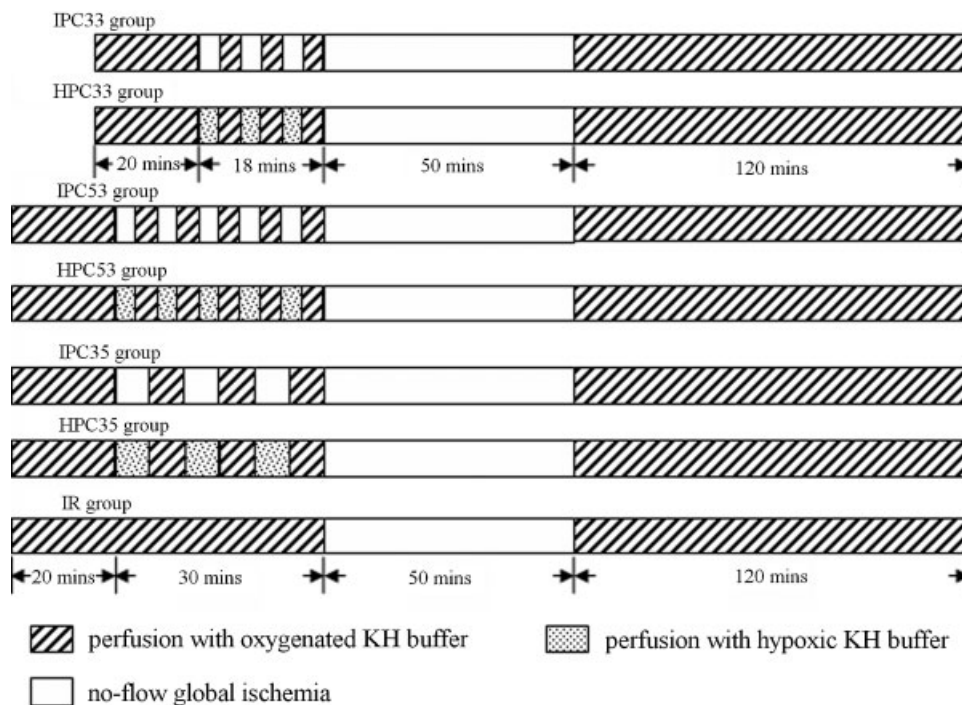 IPC33 group
HPC33 group
20 mins 18 mins 50 mins 120 mins
IPC53 group
HPC53 group
IPC35 group
HPC35 group
IR group
20 mins 30 mins 50 mins 120 mins
perfusion with oxygenated KH buffer perfusion with hypoxic KH buffer
no-flow global ischemia